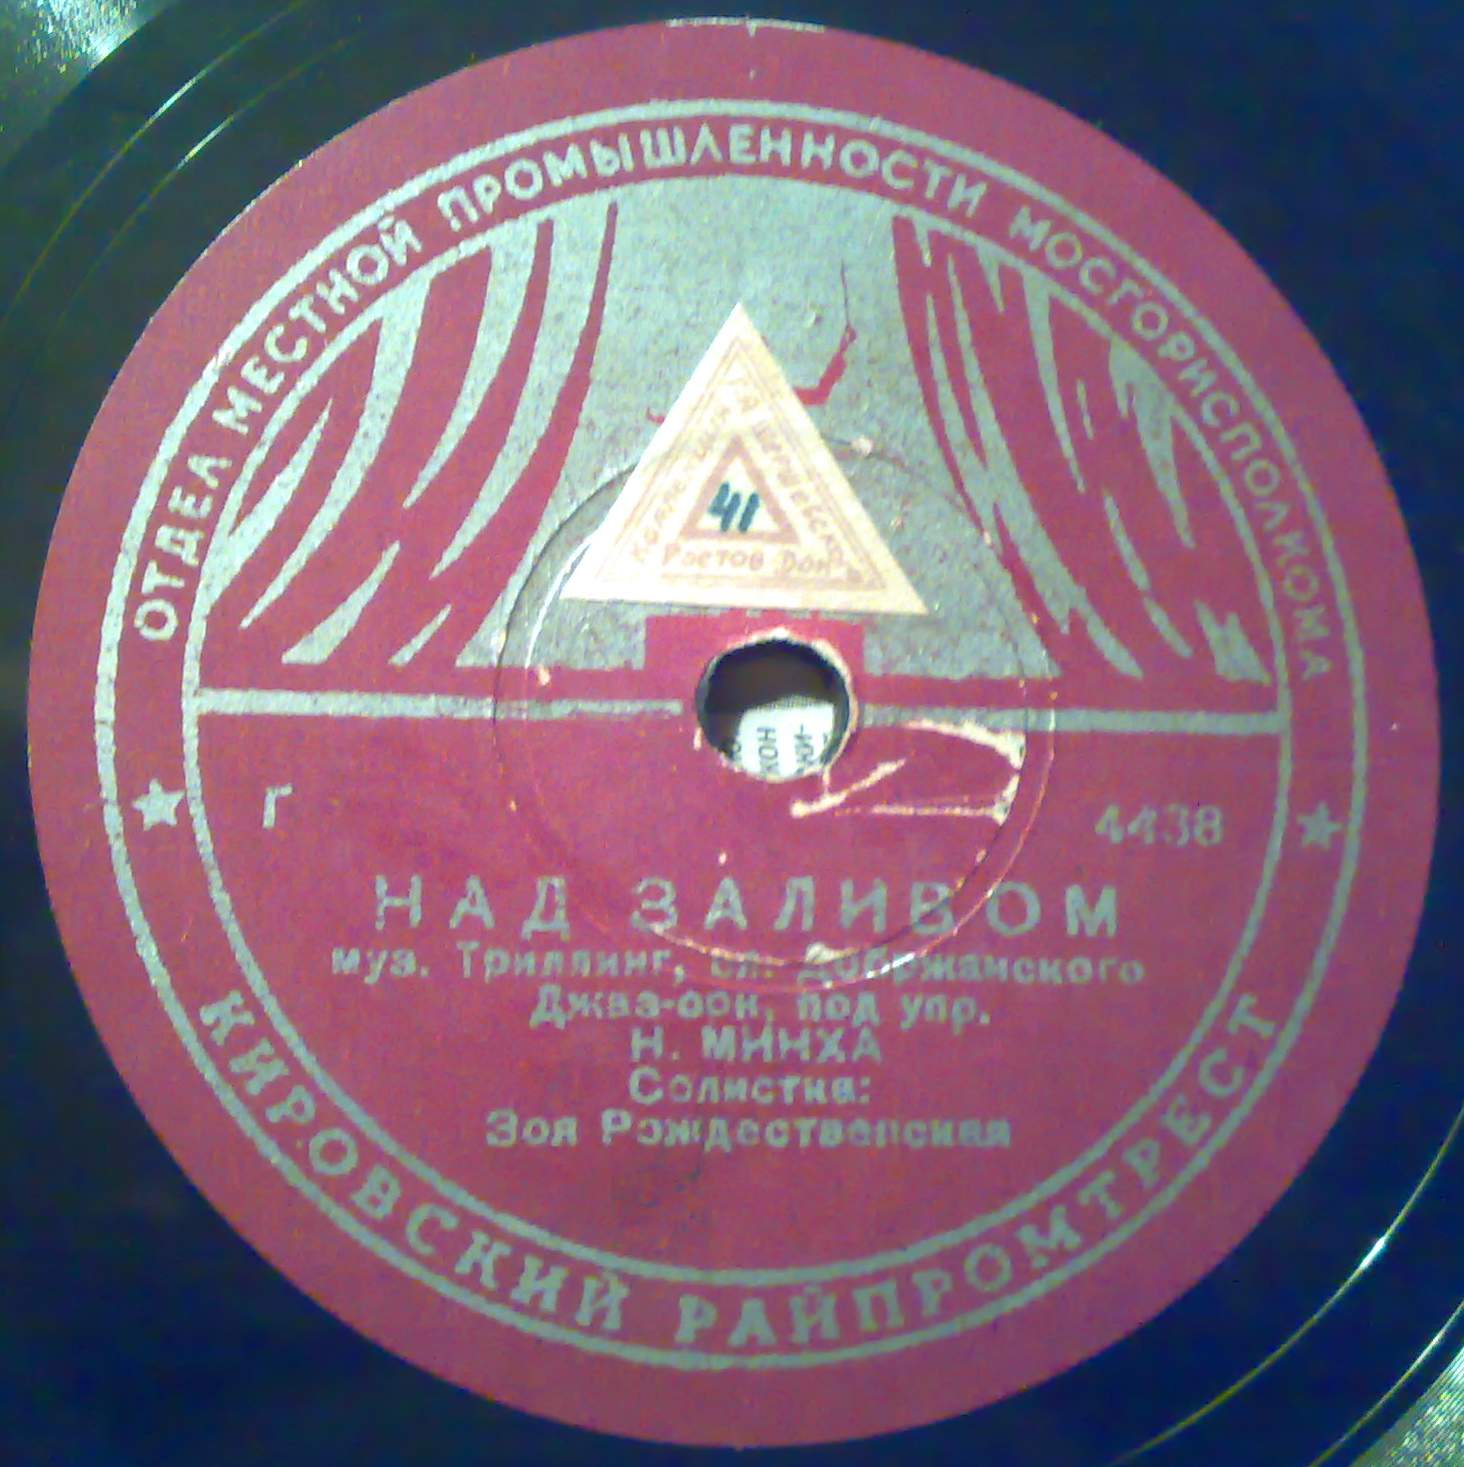 ОТДЕЛ МЕСТНОЙ ПРОМЫШЛЕННОСТИ МОСГОРИСПОЛКОМА
41
Ростов Дон
г 4438
НАД ЗАЛИВОМ
муз. Триллинг, сл. Добржанского
Джаз-орк. под упр.
Н. МИНХА
Солистка:
Зоя Рождественская
КИРОВСКИЙ РАЙПРОМТРЕСТ